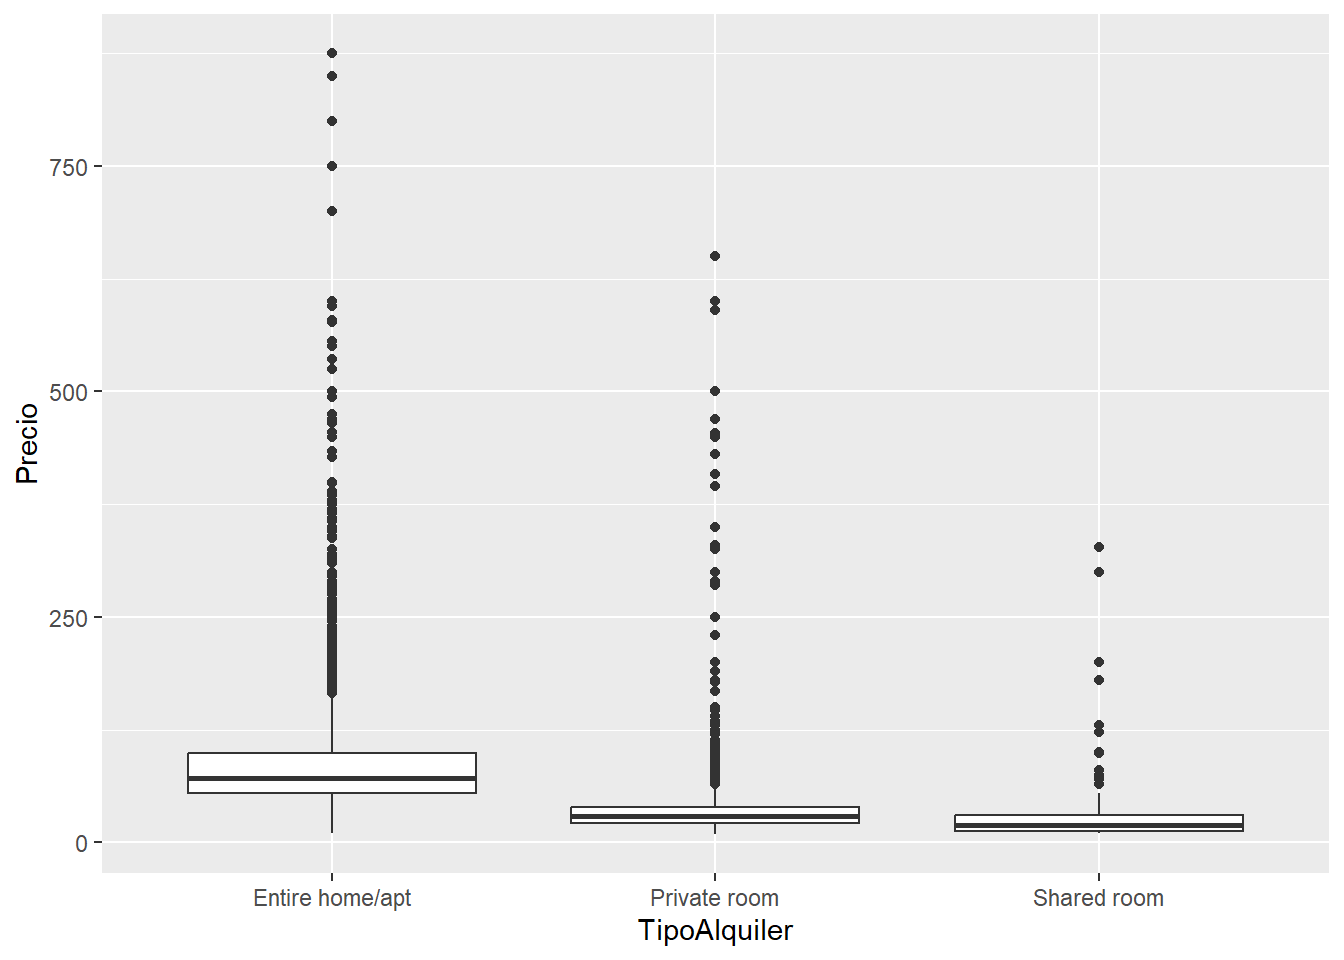 Precio
750
500
250
0
Entire home/apt
Private room
Shared room
TipoAlquiler